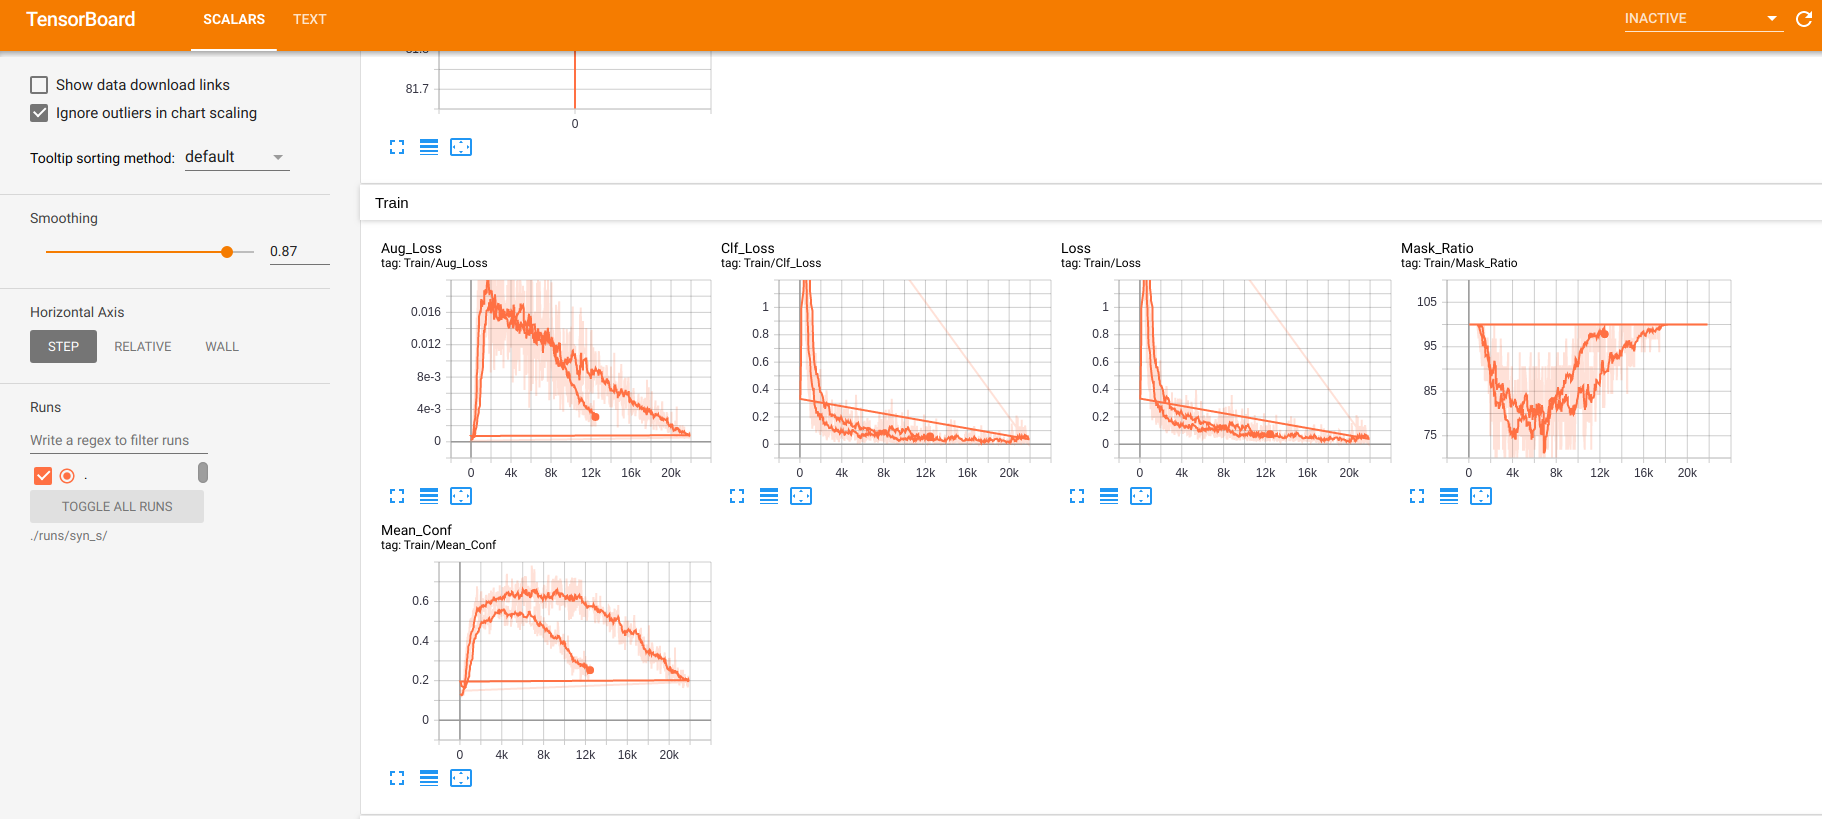 TensorBoard
SCALARS
TEXT
INACTIVE
Show data download links
Ignore outliers in chart scaling
Tooltip sorting method: default
Smoothing
0.87
Horizontal Axis
STEP RELATIVE WALL
Runs
Write a regex to filter runs
.
TOGGLE ALL RUNS
./runs/syn_s/
81.7
0
Train
Aug_Loss
tag: Train/Aug_Loss
0.016
0.012
8e-3
4e-3
0
0 4k 8k 12k 16k 20k
Clf_Loss
tag: Train/Clf_Loss
1
0.8
0.6
0.4
0.2
0
0 4k 8k 12k 16k 20k
Loss
tag: Train/Loss
1
0.8
0.6
0.4
0.2
0
0 4k 8k 12k 16k 20k
Mask_Ratio
tag: Train/Mask_Ratio
105
95
85
75
0 4k 8k 12k 16k 20k
Mean_Conf
tag: Train/Mean_Conf
0.6
0.4
0.2
0
0 4k 8k 12k 16k 20k